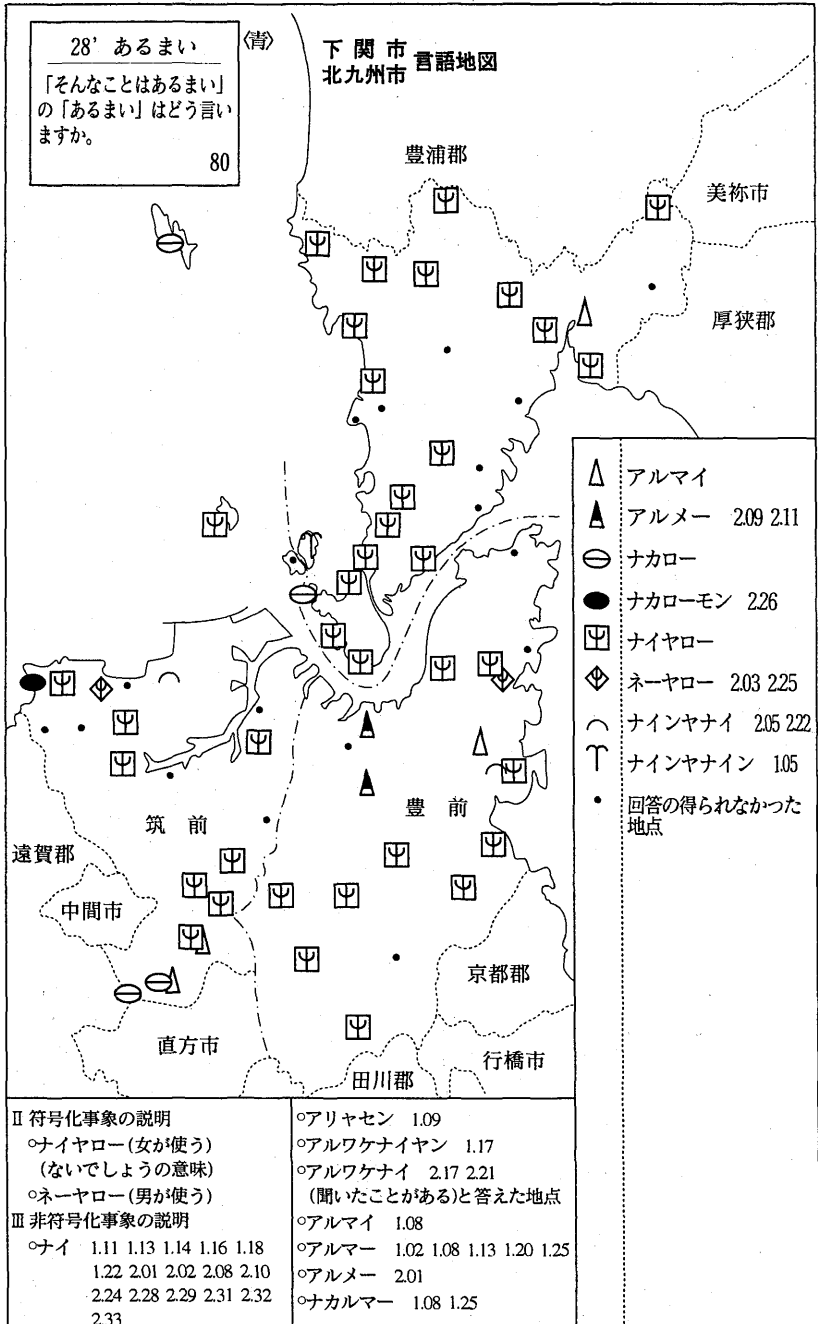 28’ あるまい
「そんなことはあるまい」
の「あるまい」はどう言い
ますか。
80
〈青〉
下関市
北九州市
言語地図
豊浦郡
美祢市
厚狭郡
アルマイ
アルメー 2.09 2.11
ナカロー
ナカローモン 2.26
ナイヤロー
ネーヤロー 2.03 2.25
ナインヤナイ 2.05 2.22
ナインヤナイン 1.05
回答の得られなかった
地点
筑前
豊前
遠賀郡
中間市
京都郡
直方市
行橋市
田川郡
Ⅱ 符号化事象の説明
○ナイヤロー(女が使う)
(ないでしょうの意味)
○ネーヤロー(男が使う)
Ⅲ 非符号化事象の説明
○ナイ 1.11 1.13 1.14 1.16 1.18
1.22 2.01 2.02 2.08 2.10
2.24 2.28 2.29 2.31 2.32
2.33
○アリャセン 1.09
○アルワケナイヤン 1.17
○アルワケナイ 2.17 2.21
(聞いたことがある)と答えた地点
○アルマイ 1.08
○アルマー 1.02 1.08 1.13 1.20 1.25
○アルメー 2.01
○ナカルマー 1.08 1.25